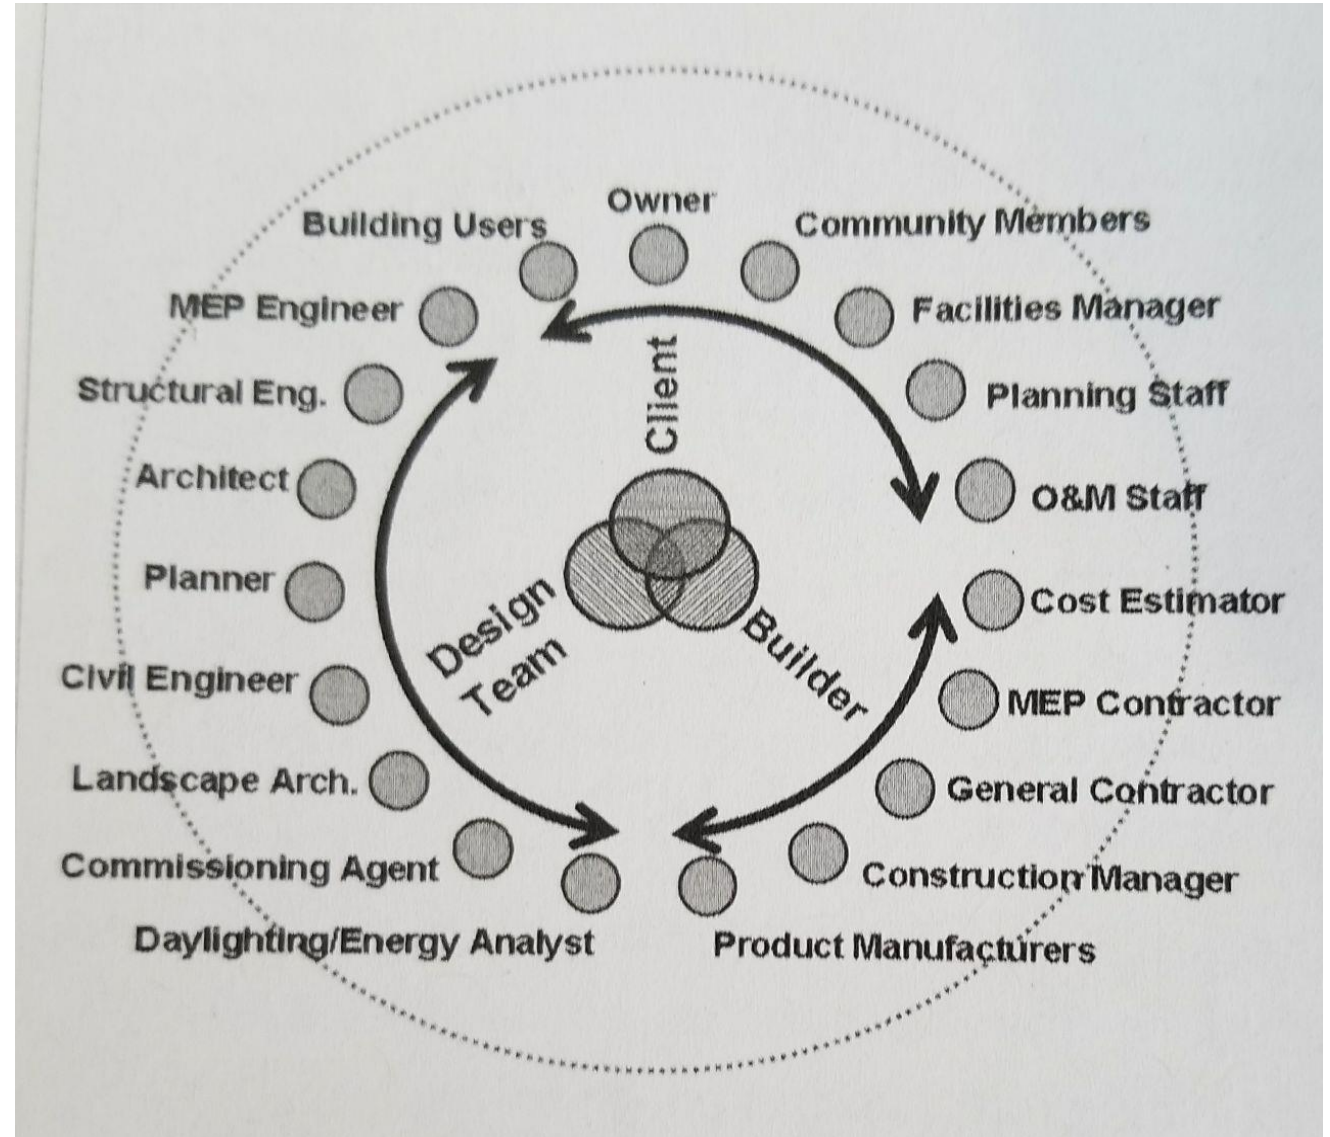 Owner
Building Users
Community Members
MEP Engineer
Facilities Manager
Structural Eng.
Planning Staff
Client
Architect
O&M Staff
Planner
Cost Estimator
Design
Team
Builder
Civil Engineer
MEP Contractor
Landscape Arch.
General Contractor
Commissioning Agent
Construction Manager
Daylighting/Energy Analyst
Product Manufacturers